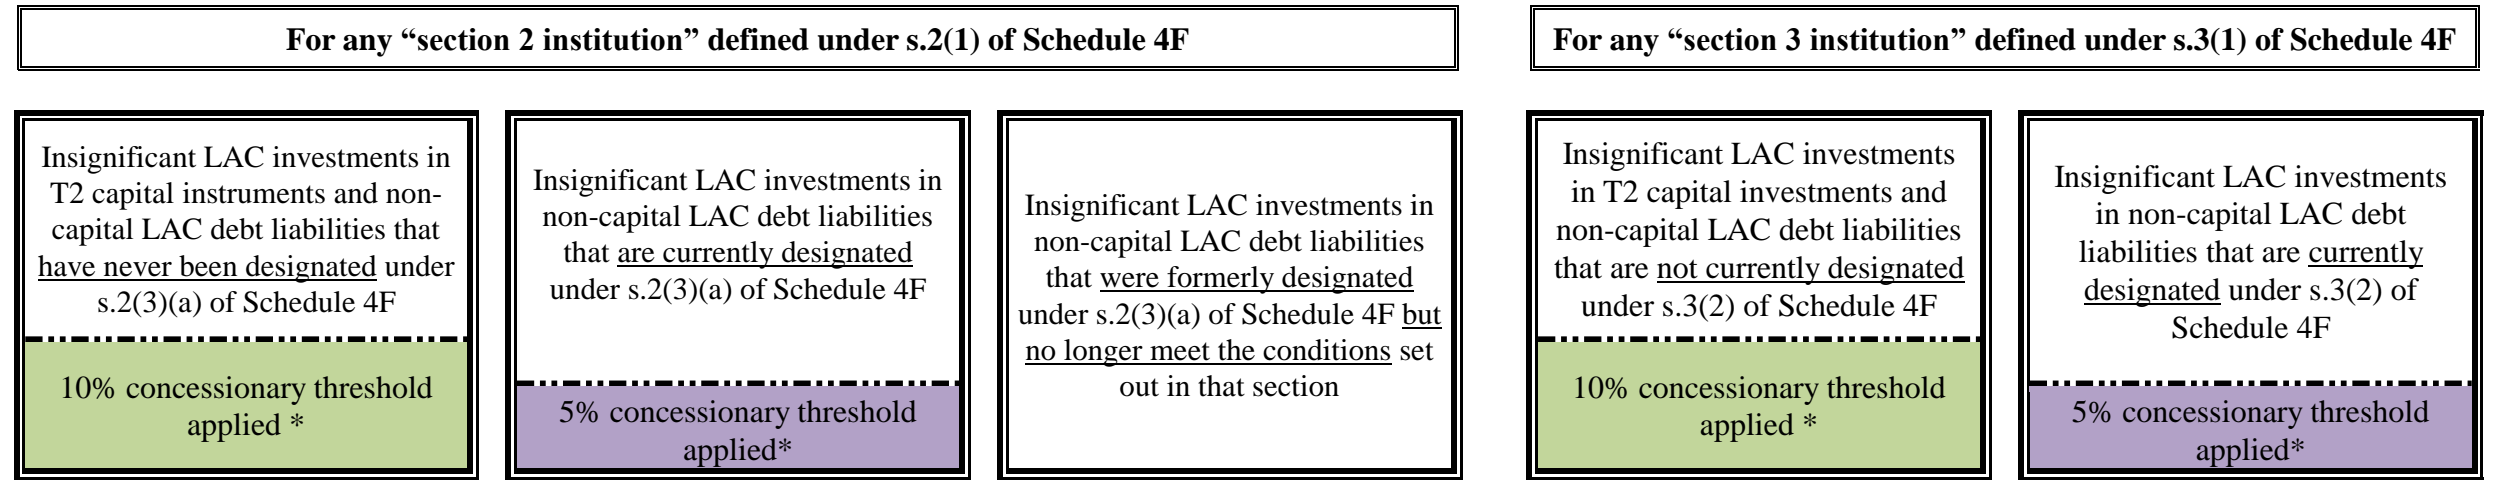 For any “section 2 institution” defined under s.2(1) of Schedule 4F
For any “section 3 institution” defined under s.3(1) of Schedule 4F
Insignificant LAC investments in
T2 capital instruments and non-
capital LAC debt liabilities that
have never been designated under
s.2(3)(a) of Schedule 4F
10% concessionary threshold
applied *
Insignificant LAC investments in
non-capital LAC debt liabilities
that are currently designated
under s.2(3)(a) of Schedule 4F
5% concessionary threshold
applied*
Insignificant LAC investments in
non-capital LAC debt liabilities
that were formerly designated
under s.2(3)(a) of Schedule 4F but
no longer meet the conditions set
out in that section
Insignificant LAC investments
in T2 capital investments and
non-capital LAC debt liabilities
that are not currently designated
under s.3(2) of Schedule 4F
10% concessionary threshold
applied *
Insignificant LAC investments
in non-capital LAC debt
liabilities that are currently
designated under s.3(2) of
Schedule 4F
5% concessionary threshold
applied*